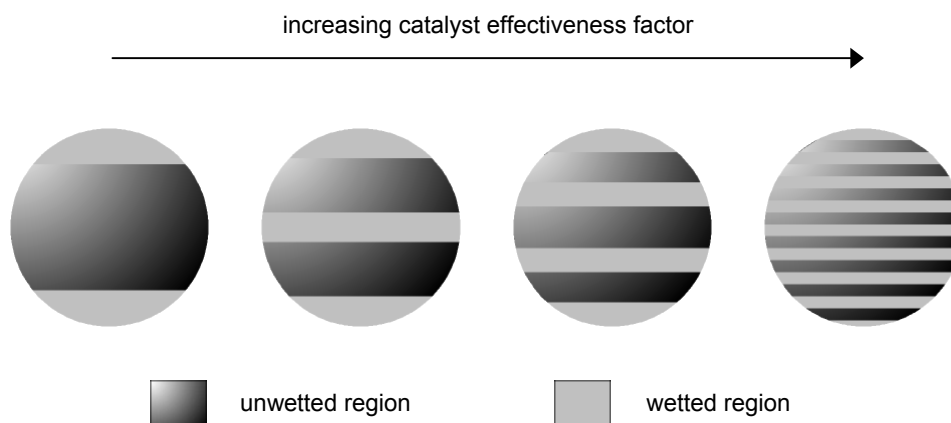 increasing catalyst effectiveness factor
unwetted region
wetted region